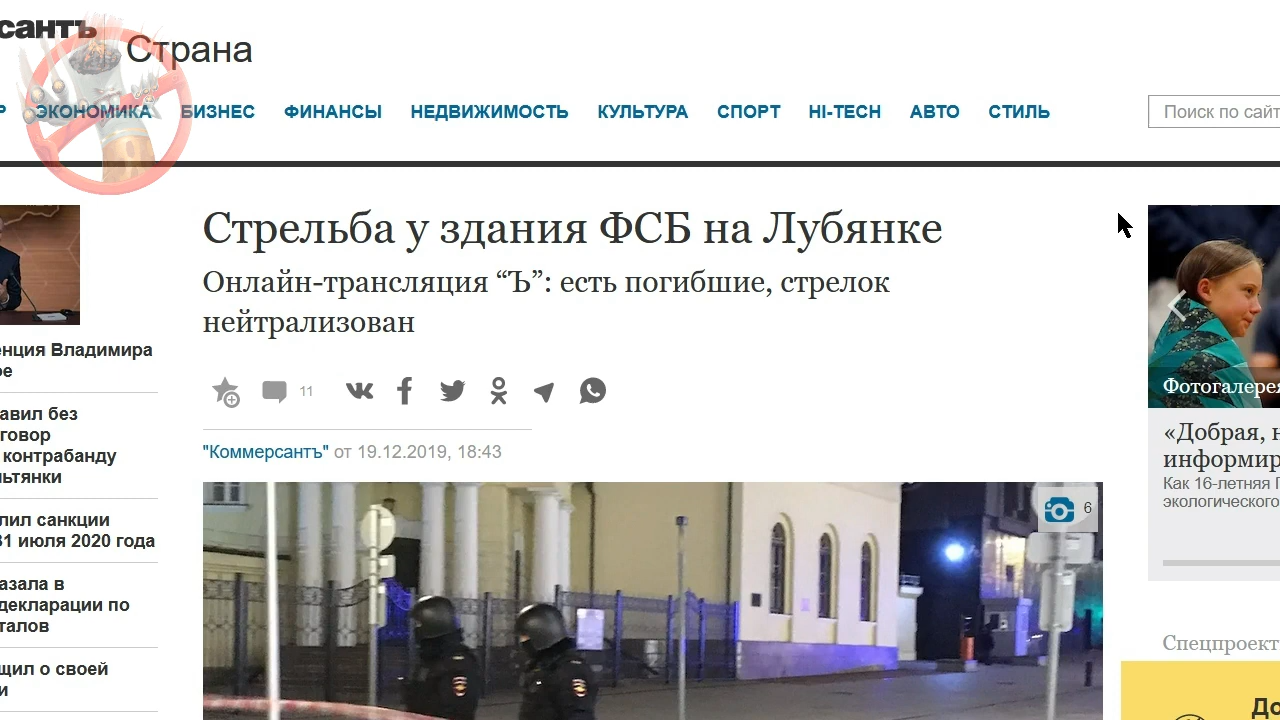 сантъ
Страна
Р ЭКОНОМИКА БИЗНЕС ФИНАНСЫ НЕДВИЖИМОСТЬ КУЛЬТУРА СПОРТ HI-TECH АВТО СТИЛЬ
Поиск по сайт
Стрельба у здания ФСБ на Лубянке
Онлайн-трансляция “Ъ”: есть погибшие, стрелок
нейтрализован
11
"Коммерсантъ" от 19.12.2019, 18:43
6
енция Владимира
ое
авил без
говор
контрабанду
льтянки
лил санкции
31 июля 2020 года
азала в
декларации по
талов
щил о своей
и
Фотогалерея
«Добрая, н
информир
Как 16-летняя Г
экологического
Спецпроект
До